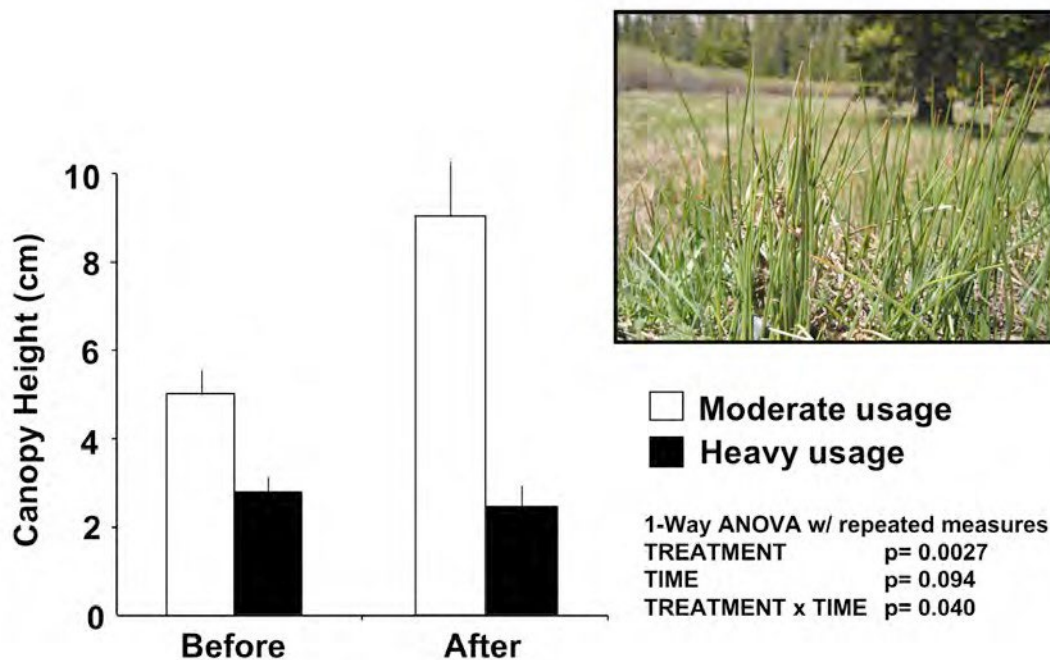 Canopy Height (cm)
10
8
6
4
2
0
Before After
Moderate usage
Heavy usage
1-Way ANOVA w/ repeated measures
TREATMENT p= 0.0027
TIME p= 0.094
TREATMENT x TIME p= 0.040